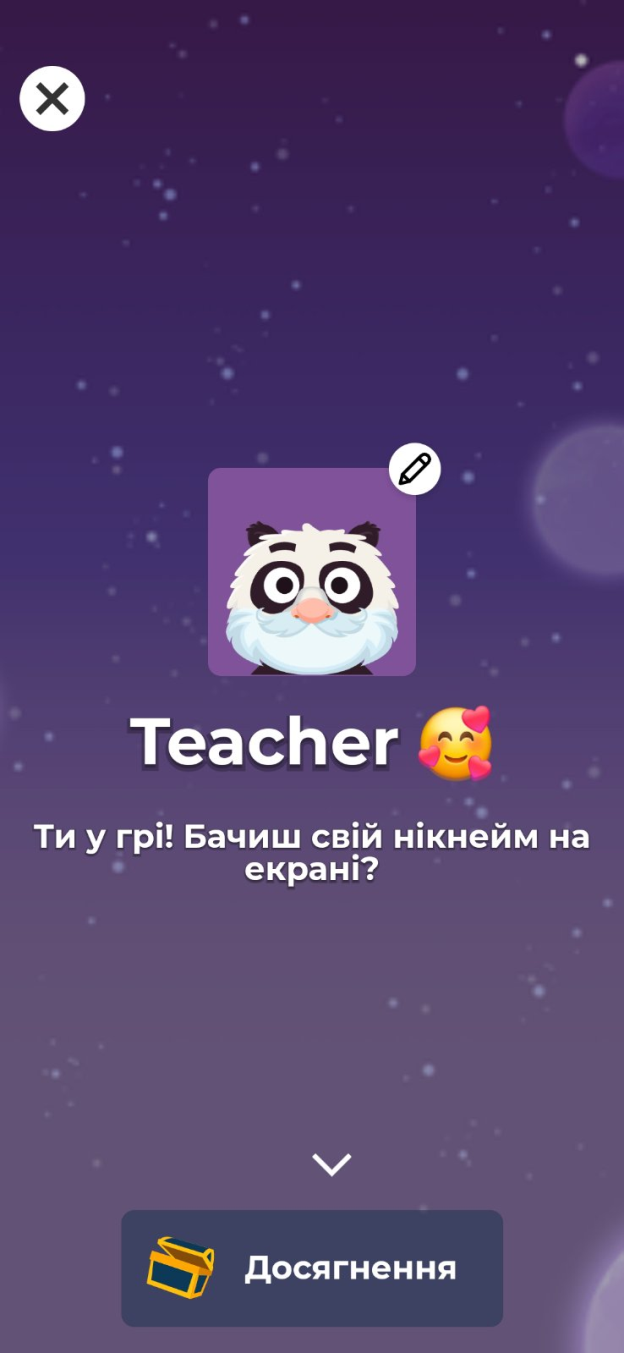 Teacher 🥰
Ти у грі! Бачиш свій нікнейм на
екрані?
Досягнення